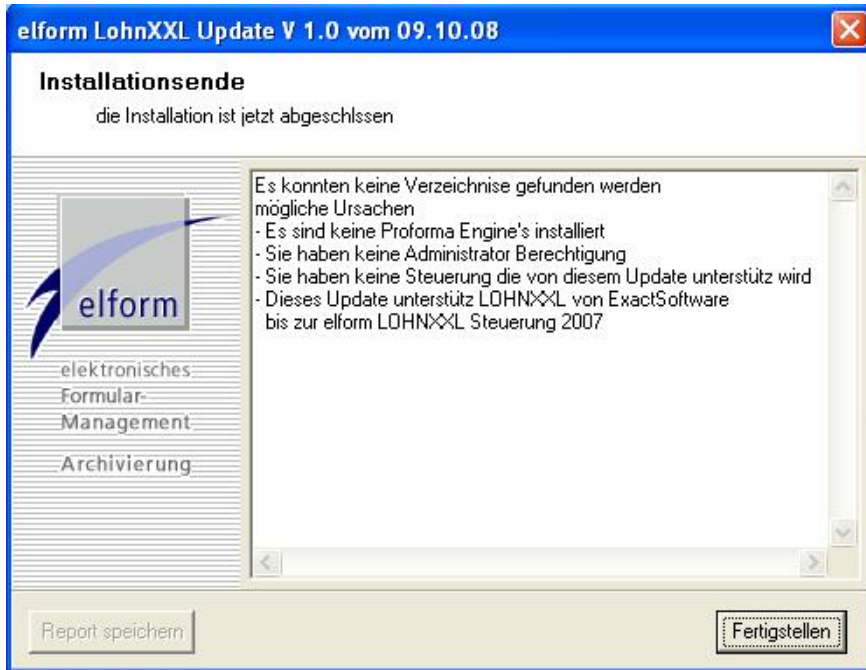 elform LohnXXL Update V 1.0 vom 09.10.08
Installationsende
die Installation ist jetzt abgeschlssen
elform
elektronisches
Formular-
Management
Archivierung
Es konnten keine Verzeichnise gefunden werden
mögliche Ursachen
- Es sind keine Proforma Engine's installiert
- Sie haben keine Administrator Berechtigung
- Sie haben keine Steuerung die von diesem Update unterstütz wird
- Dieses Update unterstütz LOHNXXL von ExactSoftware
bis zur elform LOHNXXL Steuerung 2007
Report speichern
Fertigstellen